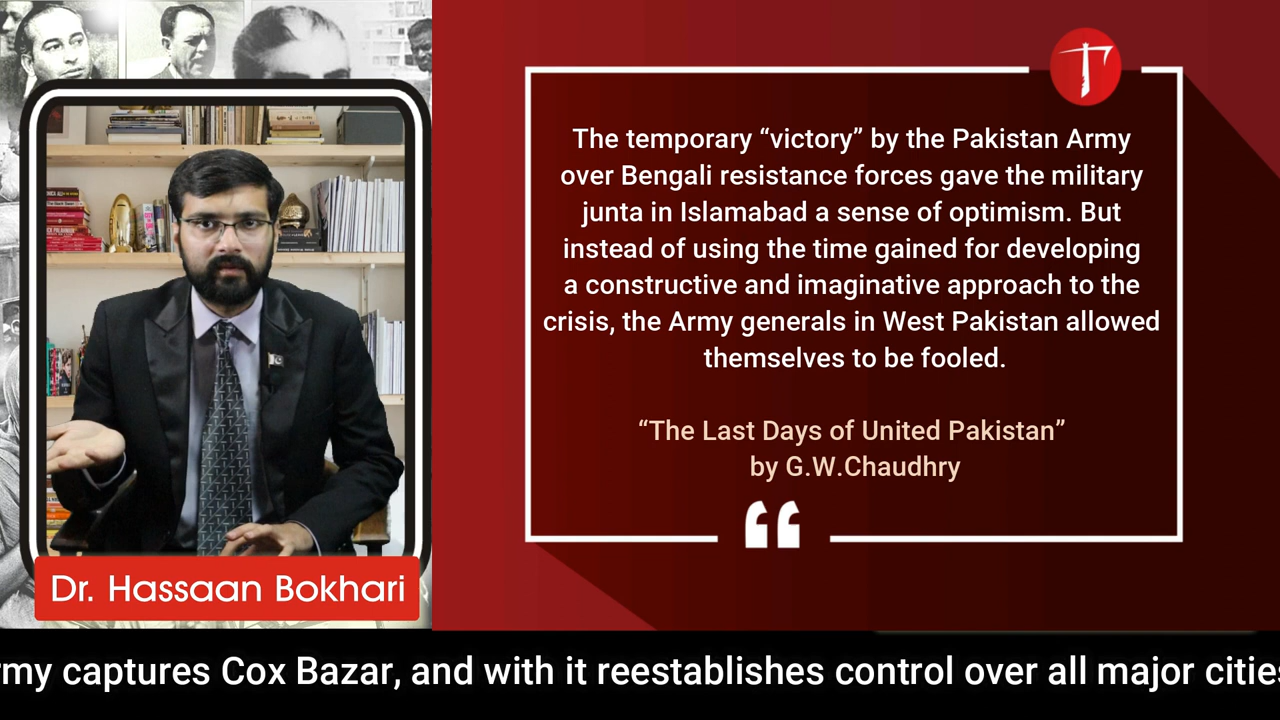 The temporary “victory” by the Pakistan Army
over Bengali resistance forces gave the military
junta in Islamabad a sense of optimism. But
instead of using the time gained for developing
a constructive and imaginative approach to the
crisis, the Army generals in West Pakistan allowed
themselves to be fooled.
“The Last Days of United Pakistan”
by G.W.Chaudhry
Dr. Hassaan Bokhari
my captures Cox Bazar, and with it reestablishes control over all major cities